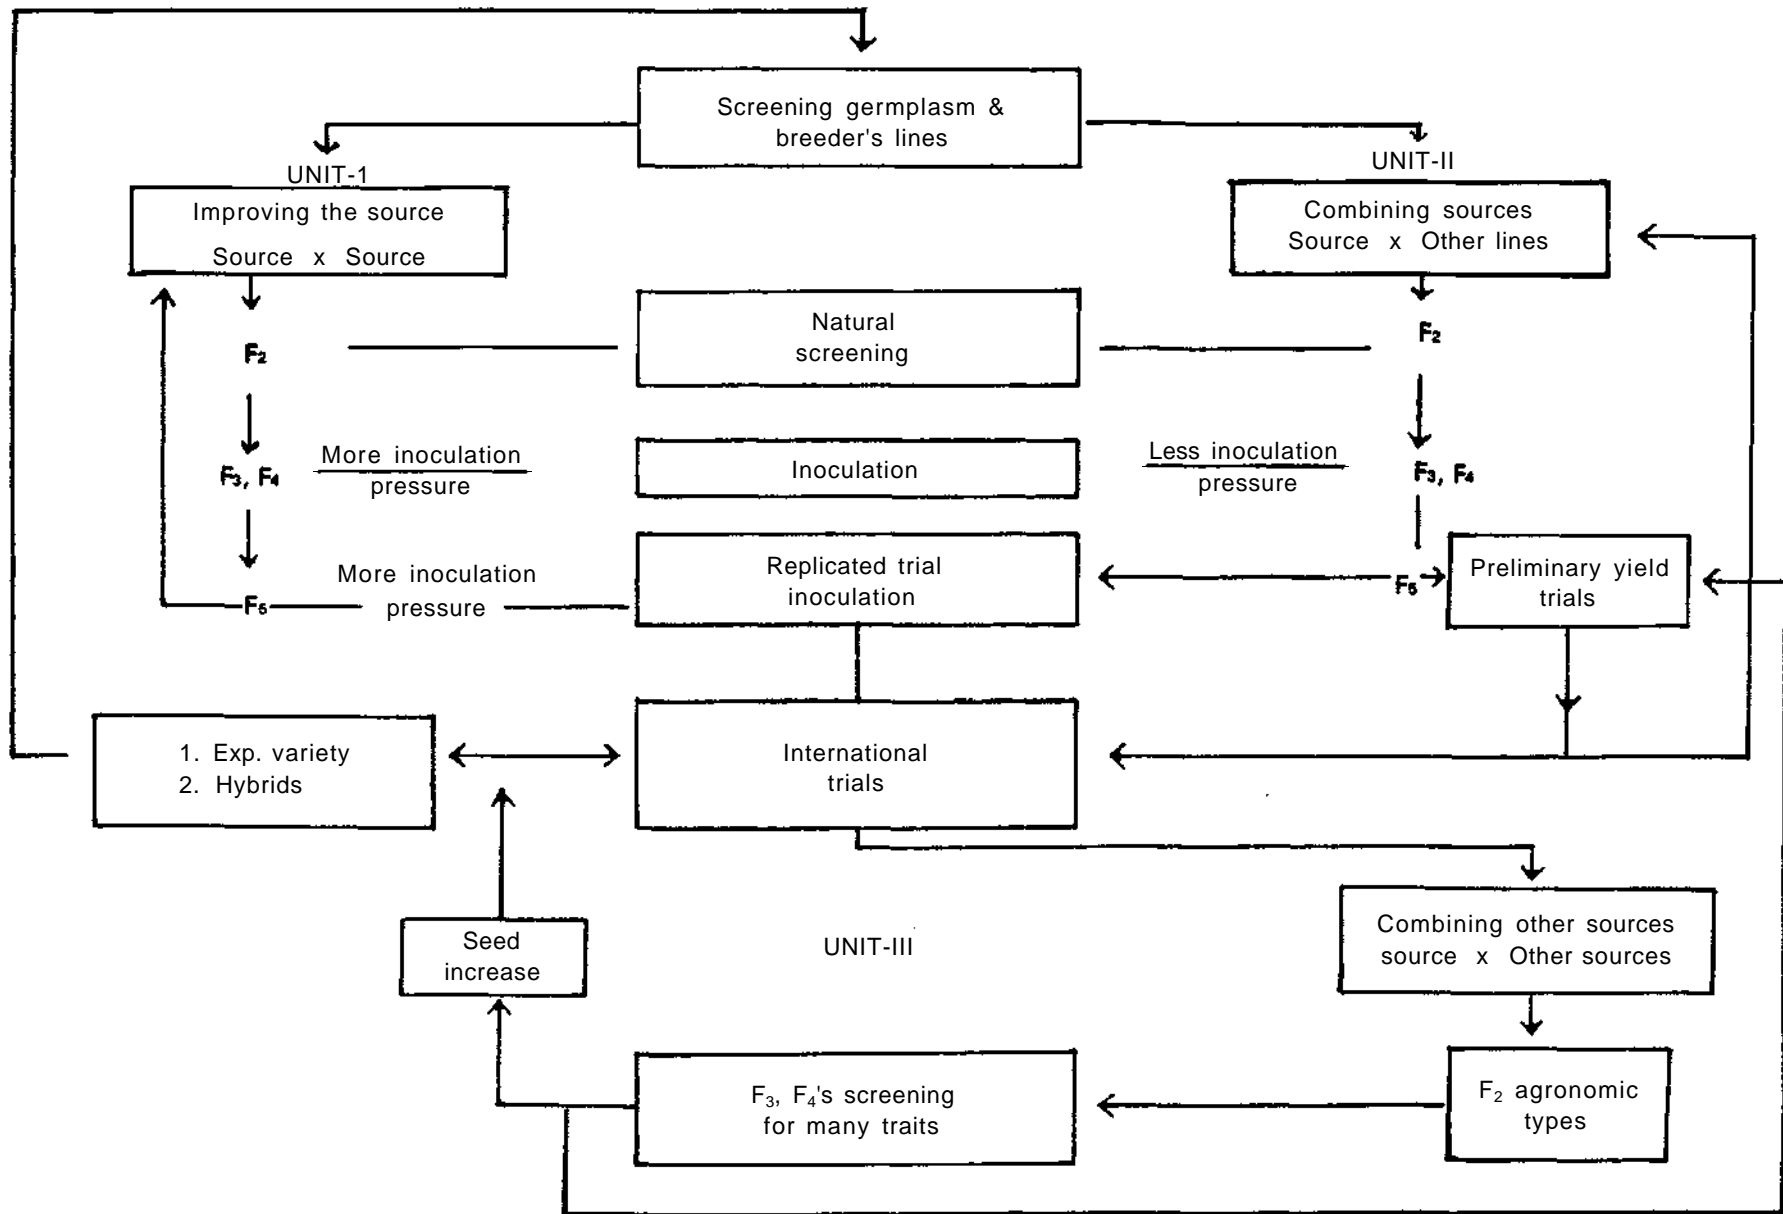 Screening germplasm &
breeder's lines
UNIT-1
UNIT-II
Improving the source
Source x Source
Combining sources
Source x Other lines
F₂
Natural
screening
F₂
F₃, F₄
More inoculation
pressure
Inoculation
Less inoculation
pressure
F₃, F₄
F₅
More inoculation
pressure
Replicated trial
inoculation
F₅
Preliminary yield
trials
1. Exp. variety
2. Hybrids
International
trials
Seed
increase
UNIT-III
Combining other sources
source x Other sources
F₃, F₄'s screening
for many traits
F₂ agronomic
types